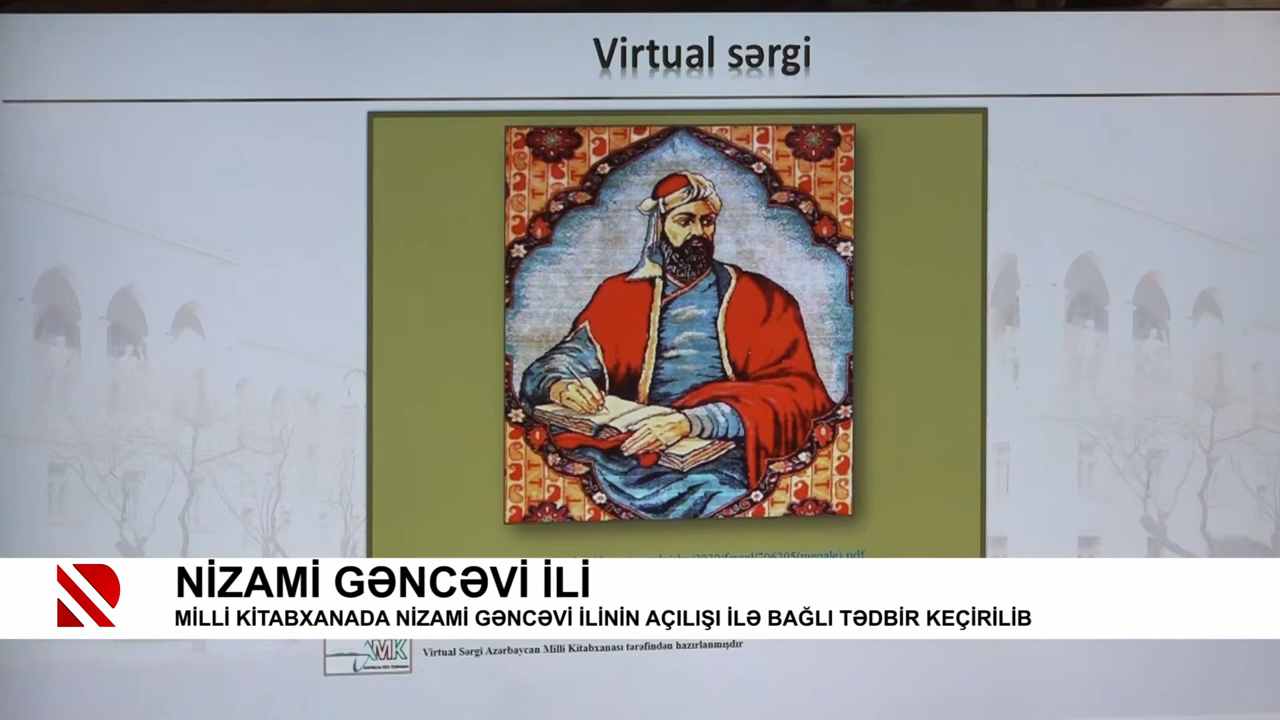 Virtual sərgi
NİZAMİ GƏNCƏVİ İLİ
MİLLİ KİTABXANADA NİZAMİ GƏNCƏVİ İLİNİN AÇILIŞI İLƏ BAĞLI TƏDBİR KEÇİRİLİB
MK
Virtual Sərgi Azərbaycan Milli Kitabxanası tərəfindən hazırlanmışdır